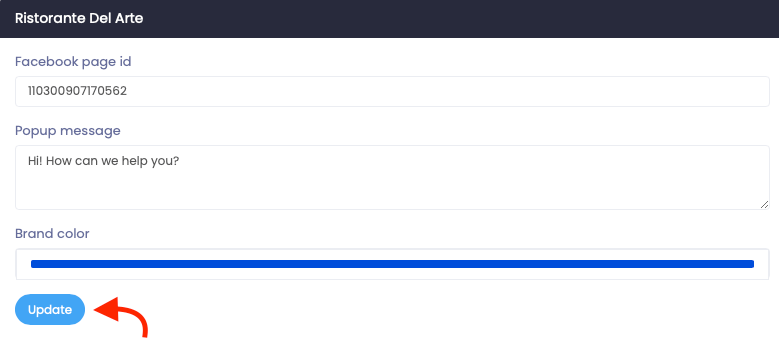 Ristorante Del Arte
Facebook page id
110300907170562
Popup message
Hi! How can we help you?
Brand color
Update